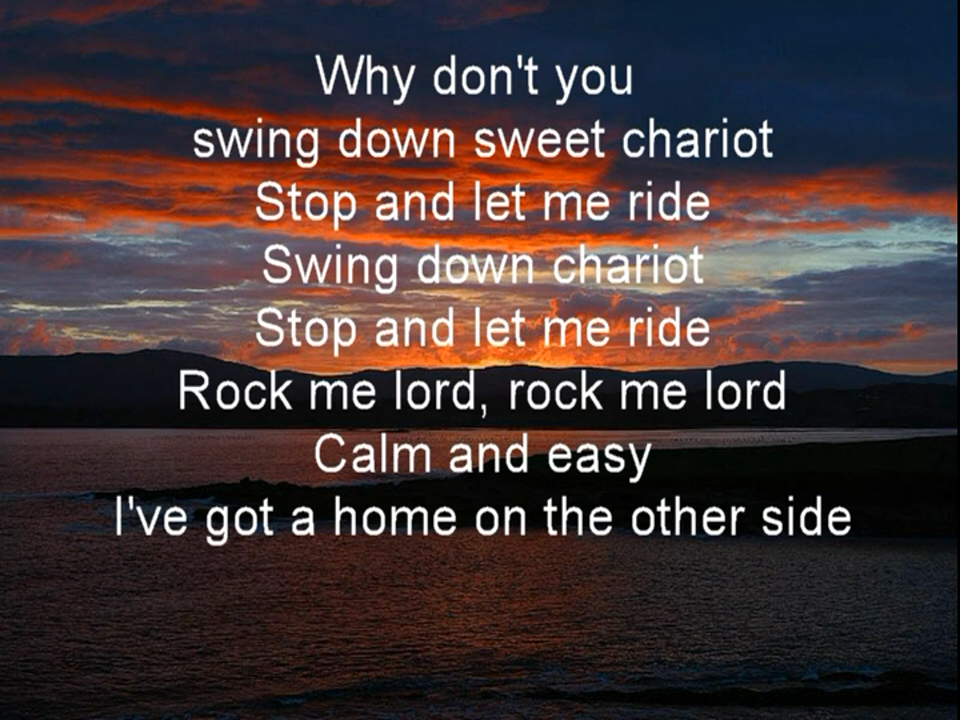 Why don't you
swing down sweet chariot
Stop and let me ride
Swing down chariot
Stop and let me ride
Rock me lord, rock me lord
Calm and easy
I've got a home on the other side